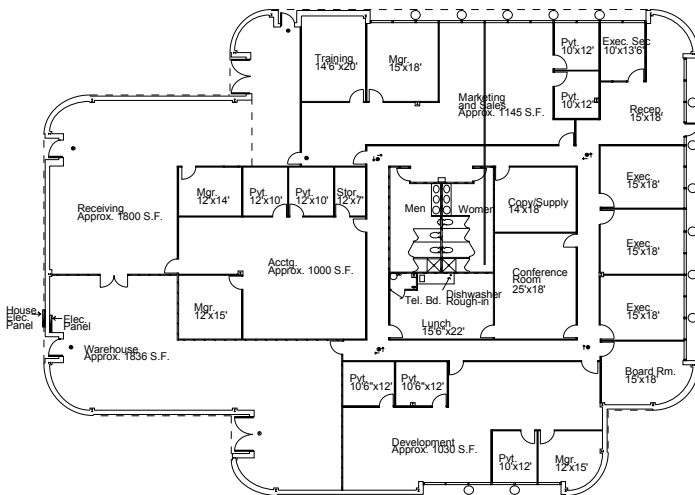 Training
14'6"x20'
Mgr.
15'x18'
Pvt.
10'x12'
Exec. Sec
10'x13'6"
Marketing
and Sales
Approx. 1145 S.F.
Pvt.
10'x12'
Recep.
15'x18'
Receiving
Approx. 1800 S.F.
Mgr.
12'x14'
Pvt.
12'x10'
Pvt.
12'x10'
Stor.
12'x7'
Men
Women
Copy/Supply
14'x18'
Exec.
15'x18'
Acctg.
Approx. 1000 S.F.
Exec.
15'x18'
Conference
Room
25'x18'
House
Elec.
Panel
Elec.
Panel
Mgr.
12'x15'
Tel. Bd.
Dishwasher
Rough-in
Lunch
15'6"x22'
Exec.
15'x18'
Warehouse
Approx. 1836 S.F.
Pvt.
10'6"x12'
Pvt.
10'6"x12'
Board Rm.
15'x18'
Development
Approx. 1030 S.F.
Pvt.
10'x12'
Mgr.
12'x15'